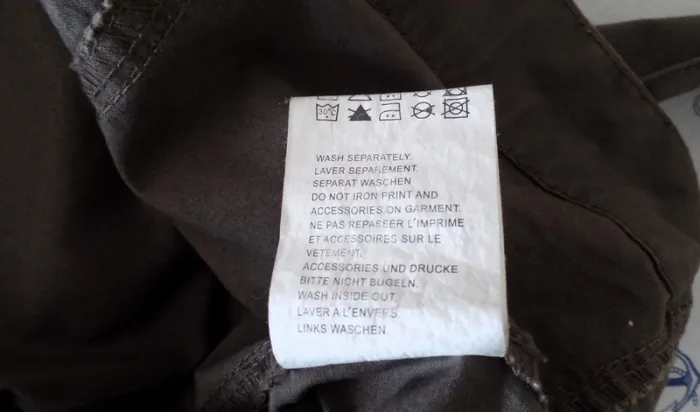 30°C
WASH SEPARATELY.
LAVER SEPAREMENT.
SEPARAT WASCHEN
DO NOT IRON PRINT AND
ACCESSORIES ON GARMENT.
NE PAS REPASSER L'IMPRIME
ET ACCESSOIRES SUR LE
VETEMENT.
ACCESSORIES UND DRUCKE
BITTE NICHT BUGELN.
WASH INSIDE OUT.
LAVER A L'ENVERS.
LINKS WASCHEN